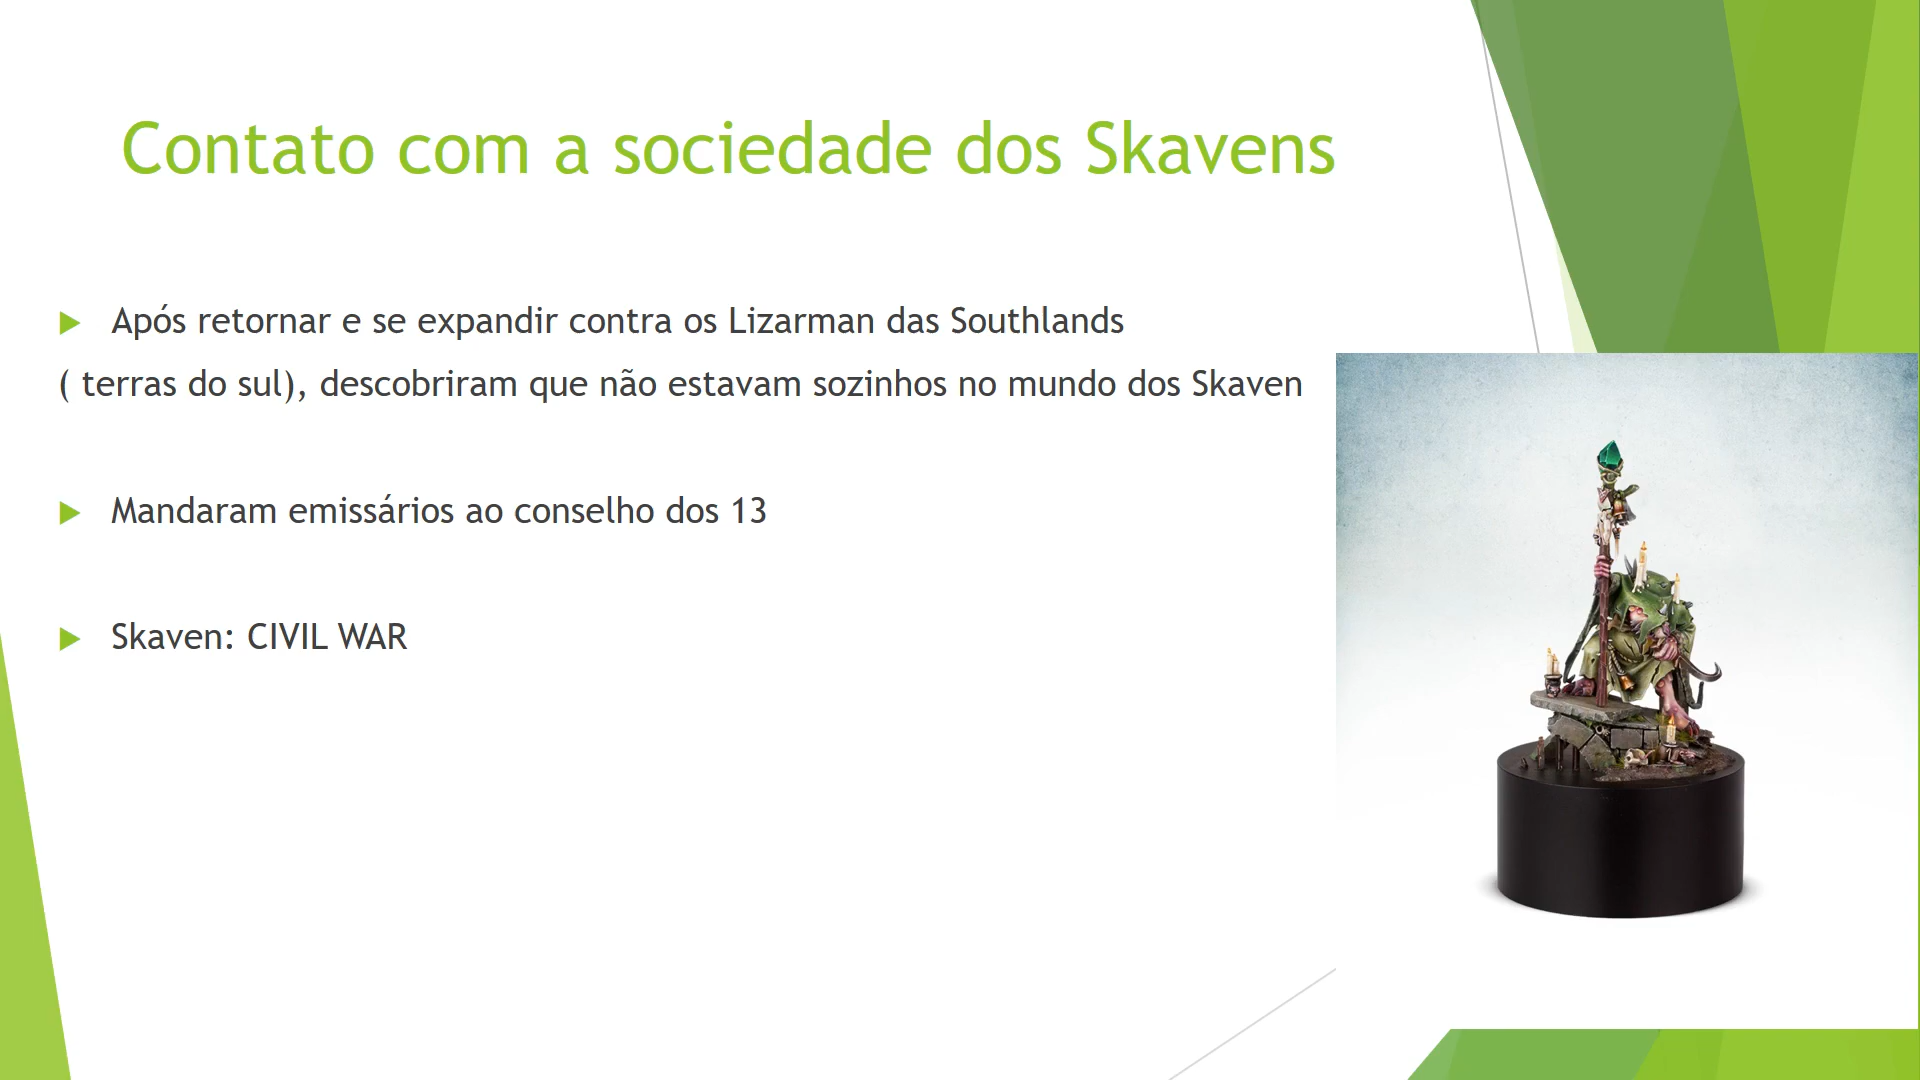 Contato com a sociedade dos Skavens
Após retornar e se expandir contra os Lizarman das Southlands
( terras do sul), descobriram que não estavam sozinhos no mundo dos Skaven
Mandaram emissários ao conselho dos 13
Skaven: CIVIL WAR